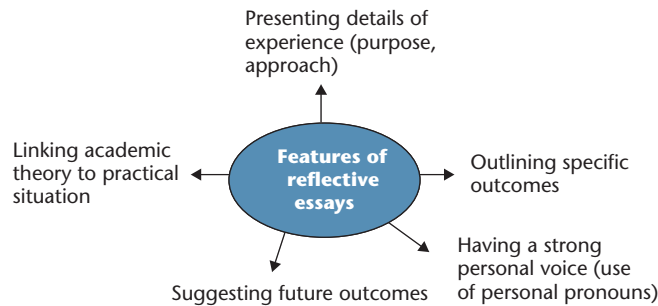 Presenting details of
experience (purpose,
approach)
Linking academic
theory to practical
situation
Features of
reflective
essays
Outlining specific
outcomes
Having a strong
personal voice (use
of personal pronouns)
Suggesting future outcomes